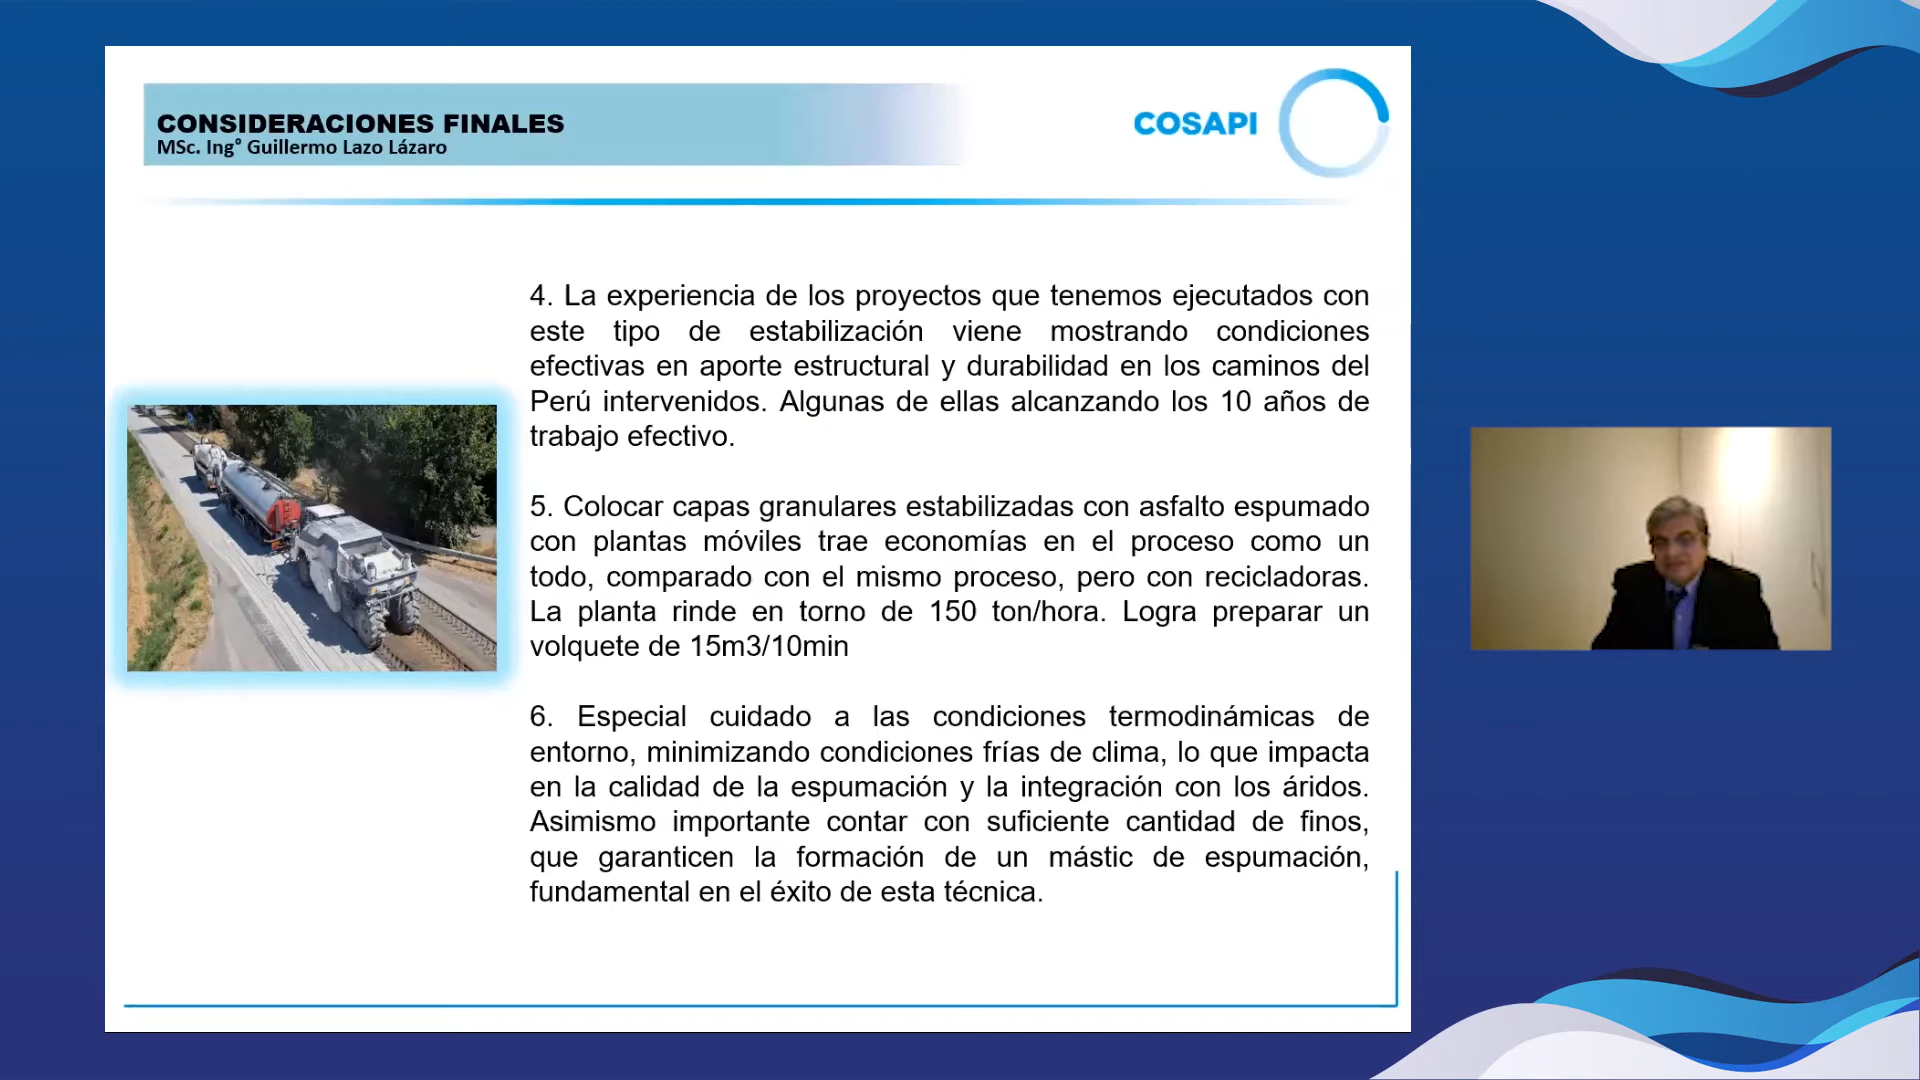 CONSIDERACIONES FINALES
MSc. Ing° Guillermo Lazo Lázaro
COSAPI
4. La experiencia de los proyectos que tenemos ejecutados con
este tipo de estabilización viene mostrando condiciones
efectivas en aporte estructural y durabilidad en los caminos del
Perú intervenidos. Algunas de ellas alcanzando los 10 años de
trabajo efectivo.
5. Colocar capas granulares estabilizadas con asfalto espumado
con plantas móviles trae economías en el proceso como un
todo, comparado con el mismo proceso, pero con recicladoras.
La planta rinde en torno de 150 ton/hora. Logra preparar un
volquete de 15m3/10min
6. Especial cuidado a las condiciones termodinámicas de
entorno, minimizando condiciones frías de clima, lo que impacta
en la calidad de la espumación y la integración con los áridos.
Asimismo importante contar con suficiente cantidad de finos,
que garanticen la formación de un mástic de espumación,
fundamental en el éxito de esta técnica.